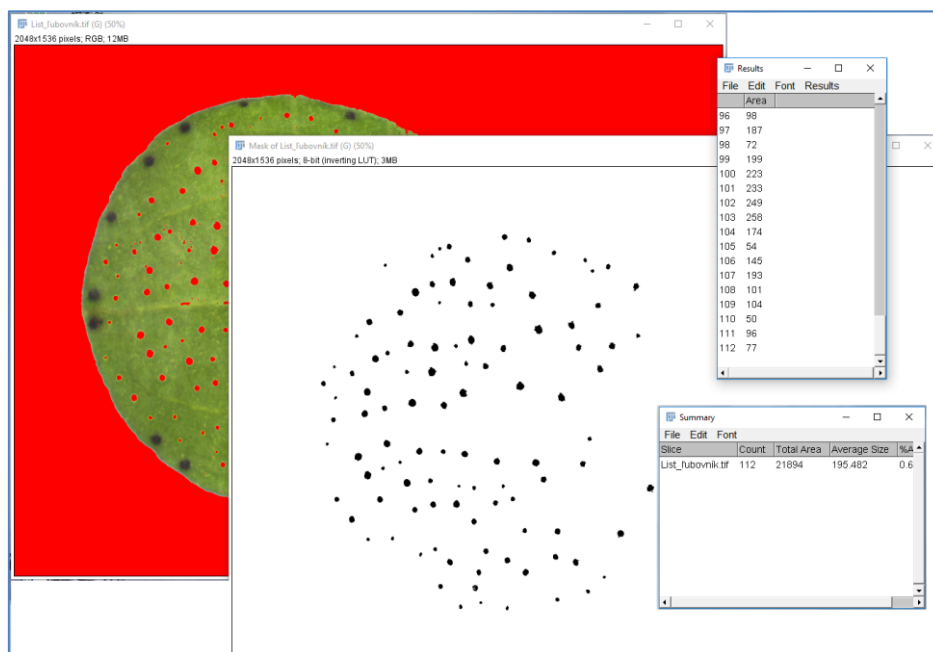 List_ľubovník.tif (G) (50%)
2048x1536 pixels; RGB; 12MB
Mask of List_ľubovník.tif (G) (50%)
2048x1536 pixels; 8-bit (inverting LUT); 3MB
Results
File Edit Font Results
Area
96 98
97 187
98 72
99 199
100 223
101 233
102 249
103 258
104 174
105 54
106 145
107 193
108 101
109 104
110 50
111 96
112 77
Summary
File Edit Font
Slice Count Total Area Average Size %A
List_ľubovník.tif 112 21894 195.482 0.6